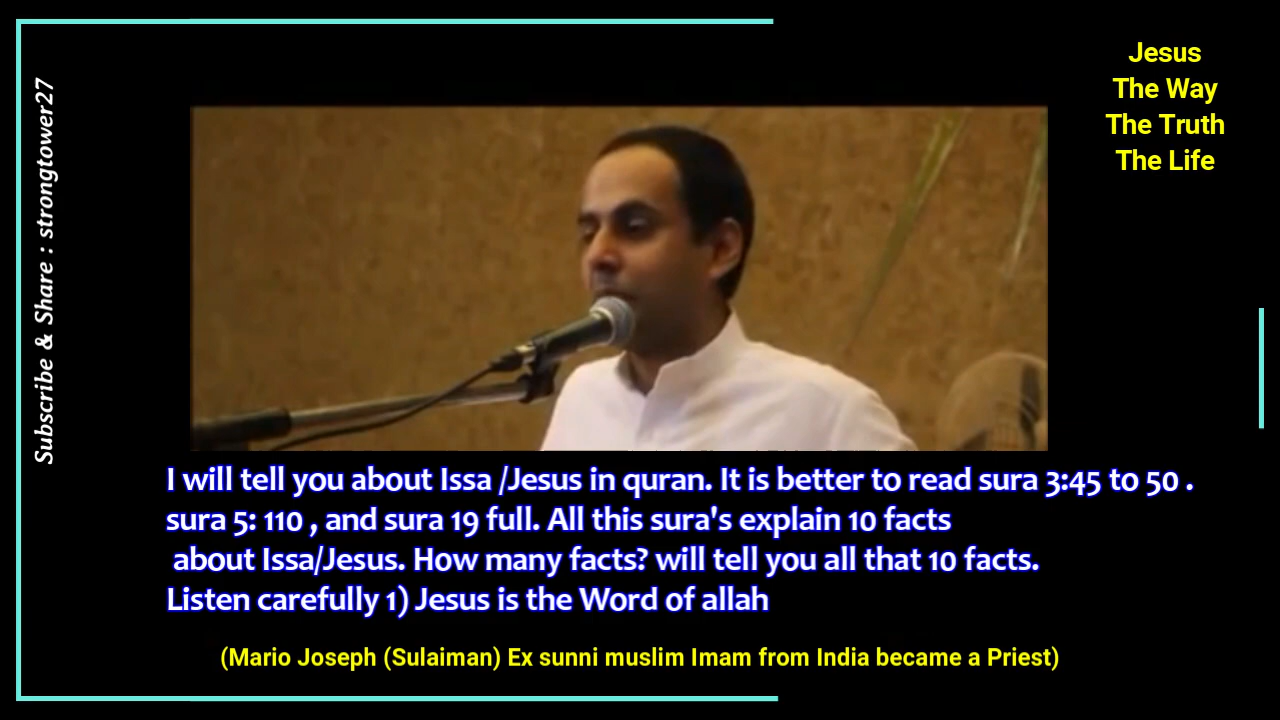 Jesus
The Way
The Truth
The Life
Subscribe & Share : strongtower27
I will tell you about Issa /Jesus in quran. It is better to read sura 3:45 to 50 .
sura 5: 110 , and sura 19 full. All this sura's explain 10 facts
about Issa/Jesus. How many facts? will tell you all that 10 facts.
Listen carefully 1) Jesus is the Word of allah
(Mario Joseph (Sulaiman) Ex sunni muslim Imam from India became a Priest)